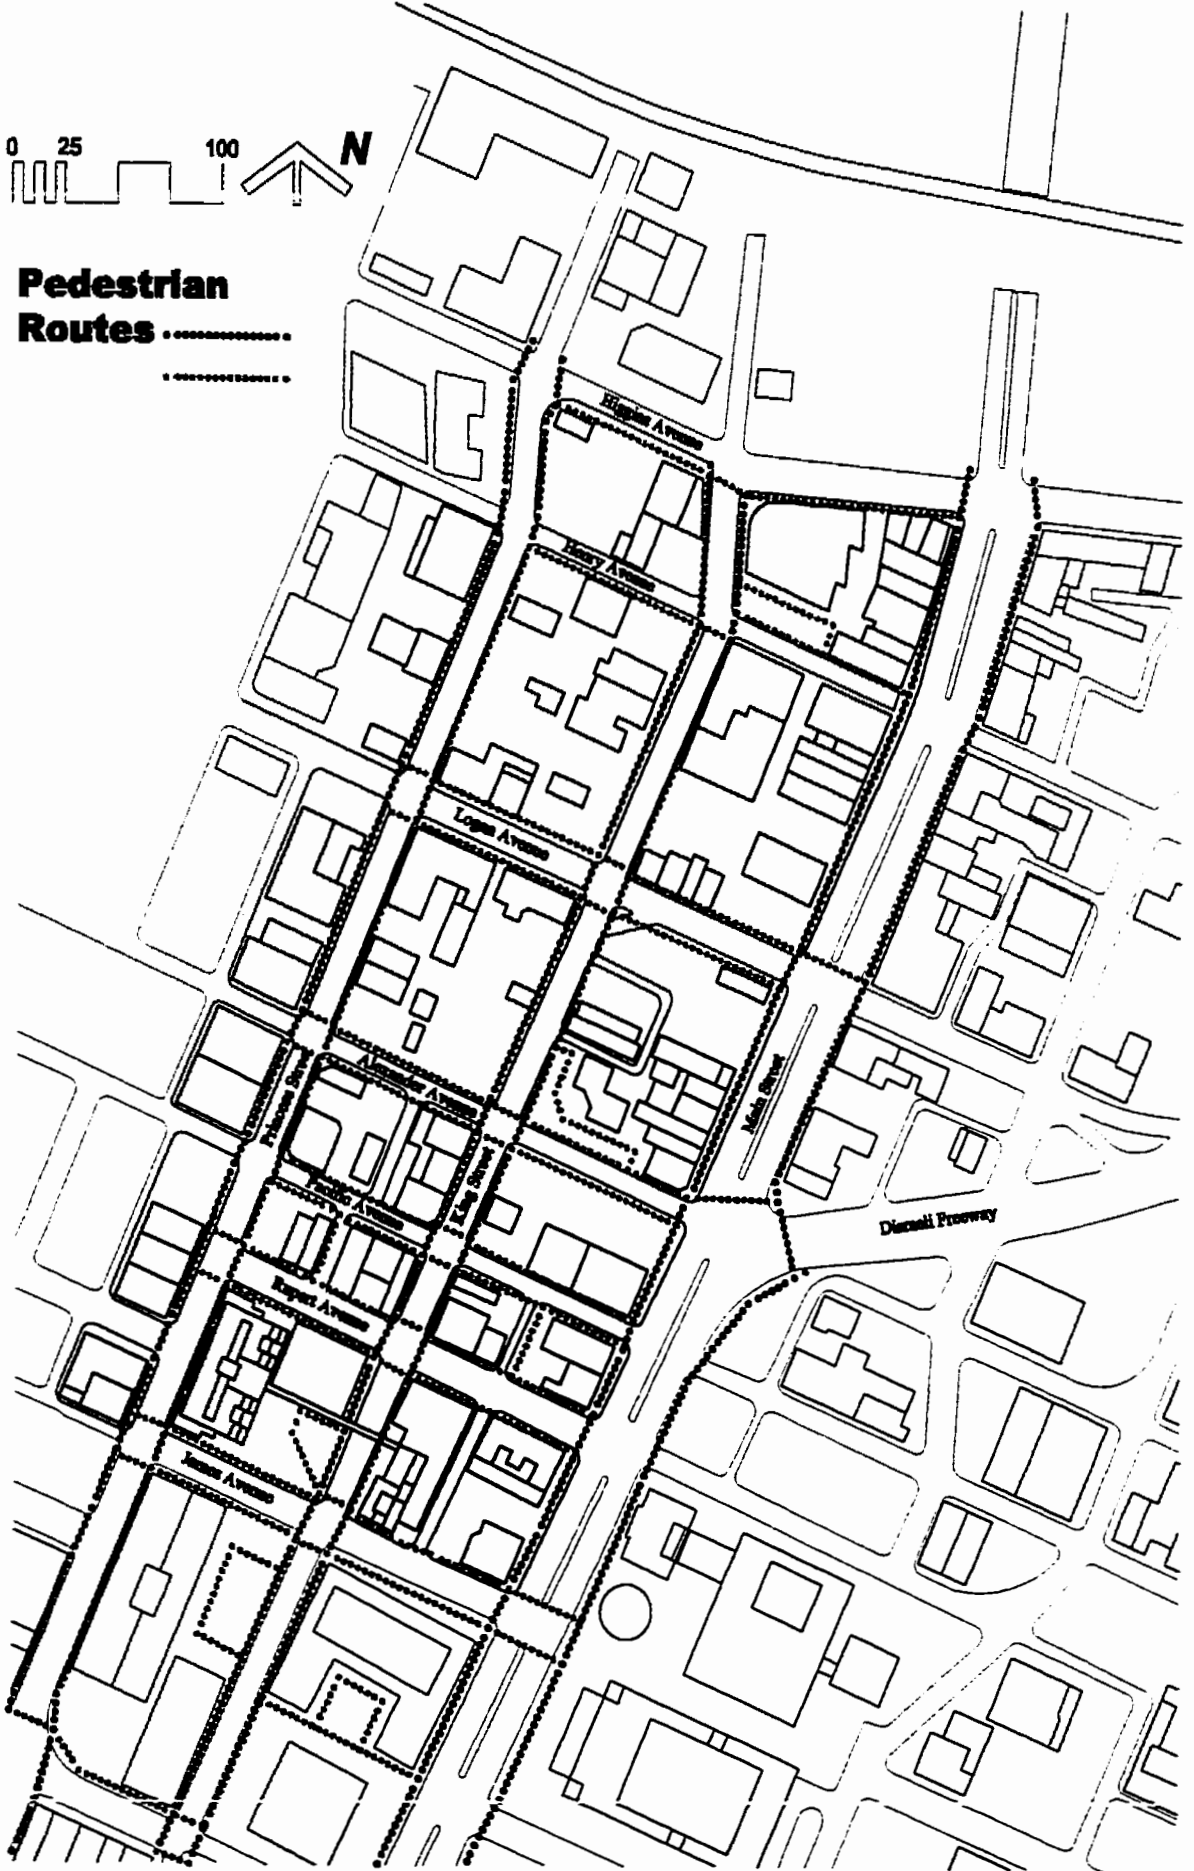 0 25 100 N
Pedestrian
Routes
Higgins Avenue
Henry Avenue
Logan Avenue
Alexander Avenue
Princess Street
Main Street
King Street
Pacific Avenue
Disraeli Freeway
Rupert Avenue
James Avenue